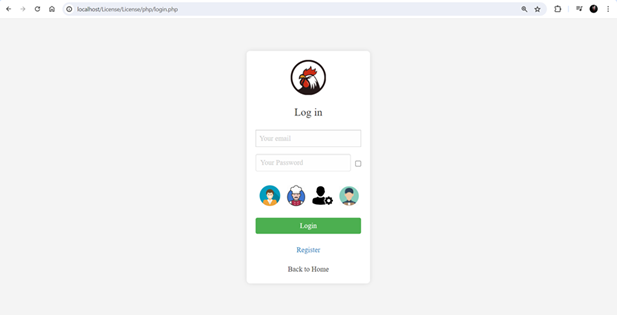 localhost/License/License/php/login.php
Log in
Your email
Your Password
Login
Register
Back to Home